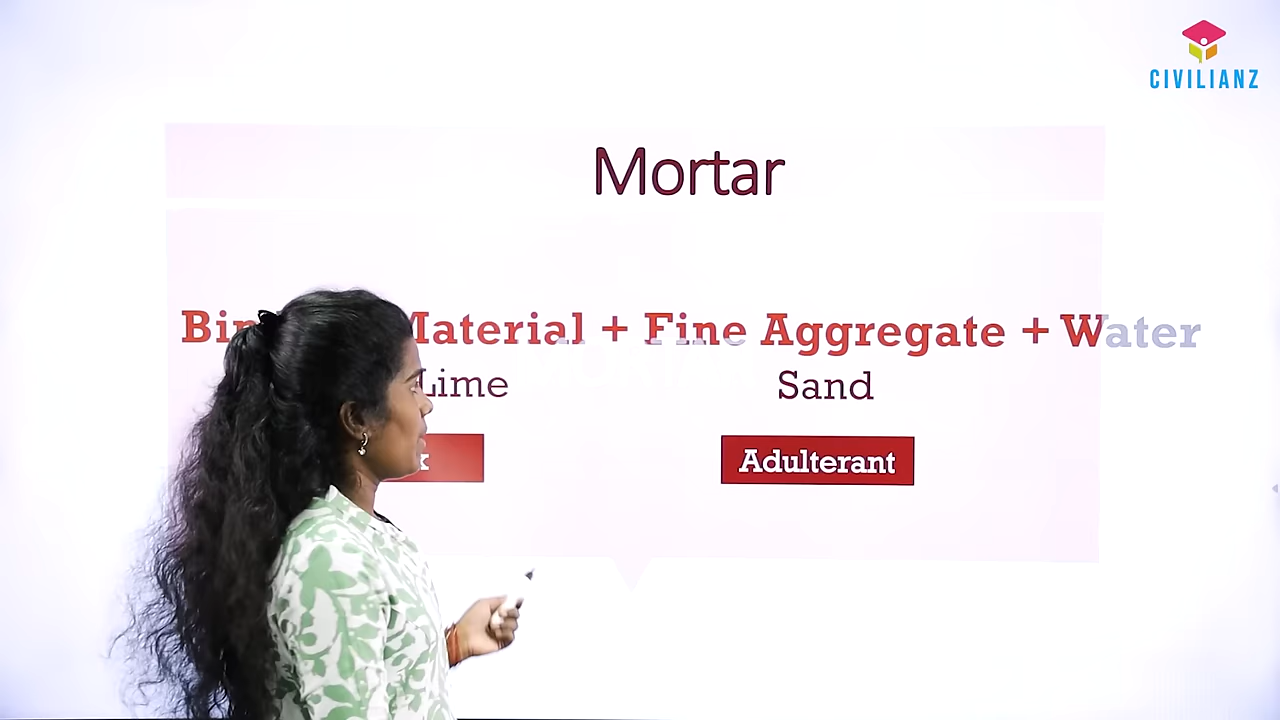 CIVILIANZ
Mortar
Material + Fine Aggregate + Water
Lime Sand
Adulterant